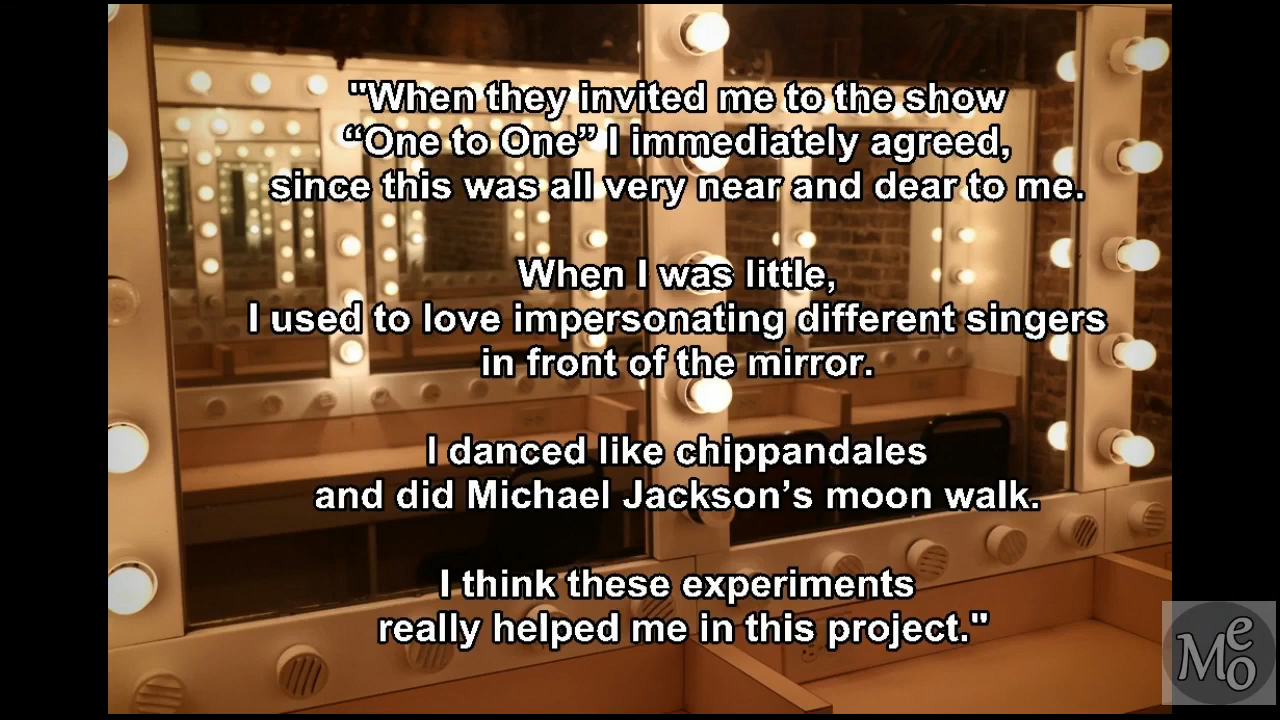 "When they invited me to the show
“One to One” I immediately agreed,
since this was all very near and dear to me.
When I was little,
I used to love impersonating different singers
in front of the mirror.
I danced like chippandales
and did Michael Jackson’s moon walk.
I think these experiments
really helped me in this project."
Meo